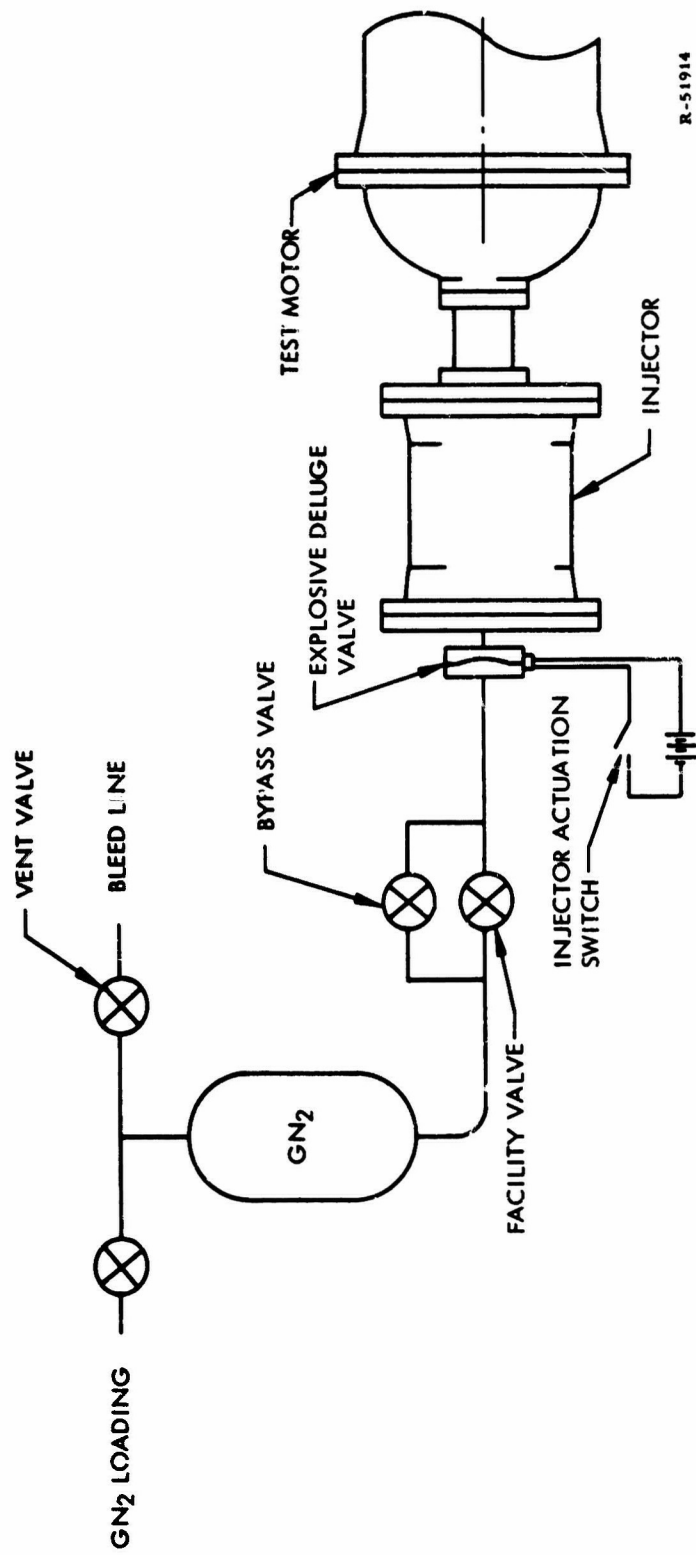 GN2 LOADING
VENT VALVE
BLEED LINE
GN2
BYPASS VALVE
FACILITY VALVE
EXPLOSIVE DELUGE
VALVE
INJECTOR ACTUATION
SWITCH
TEST MOTOR
INJECTOR
R-51914